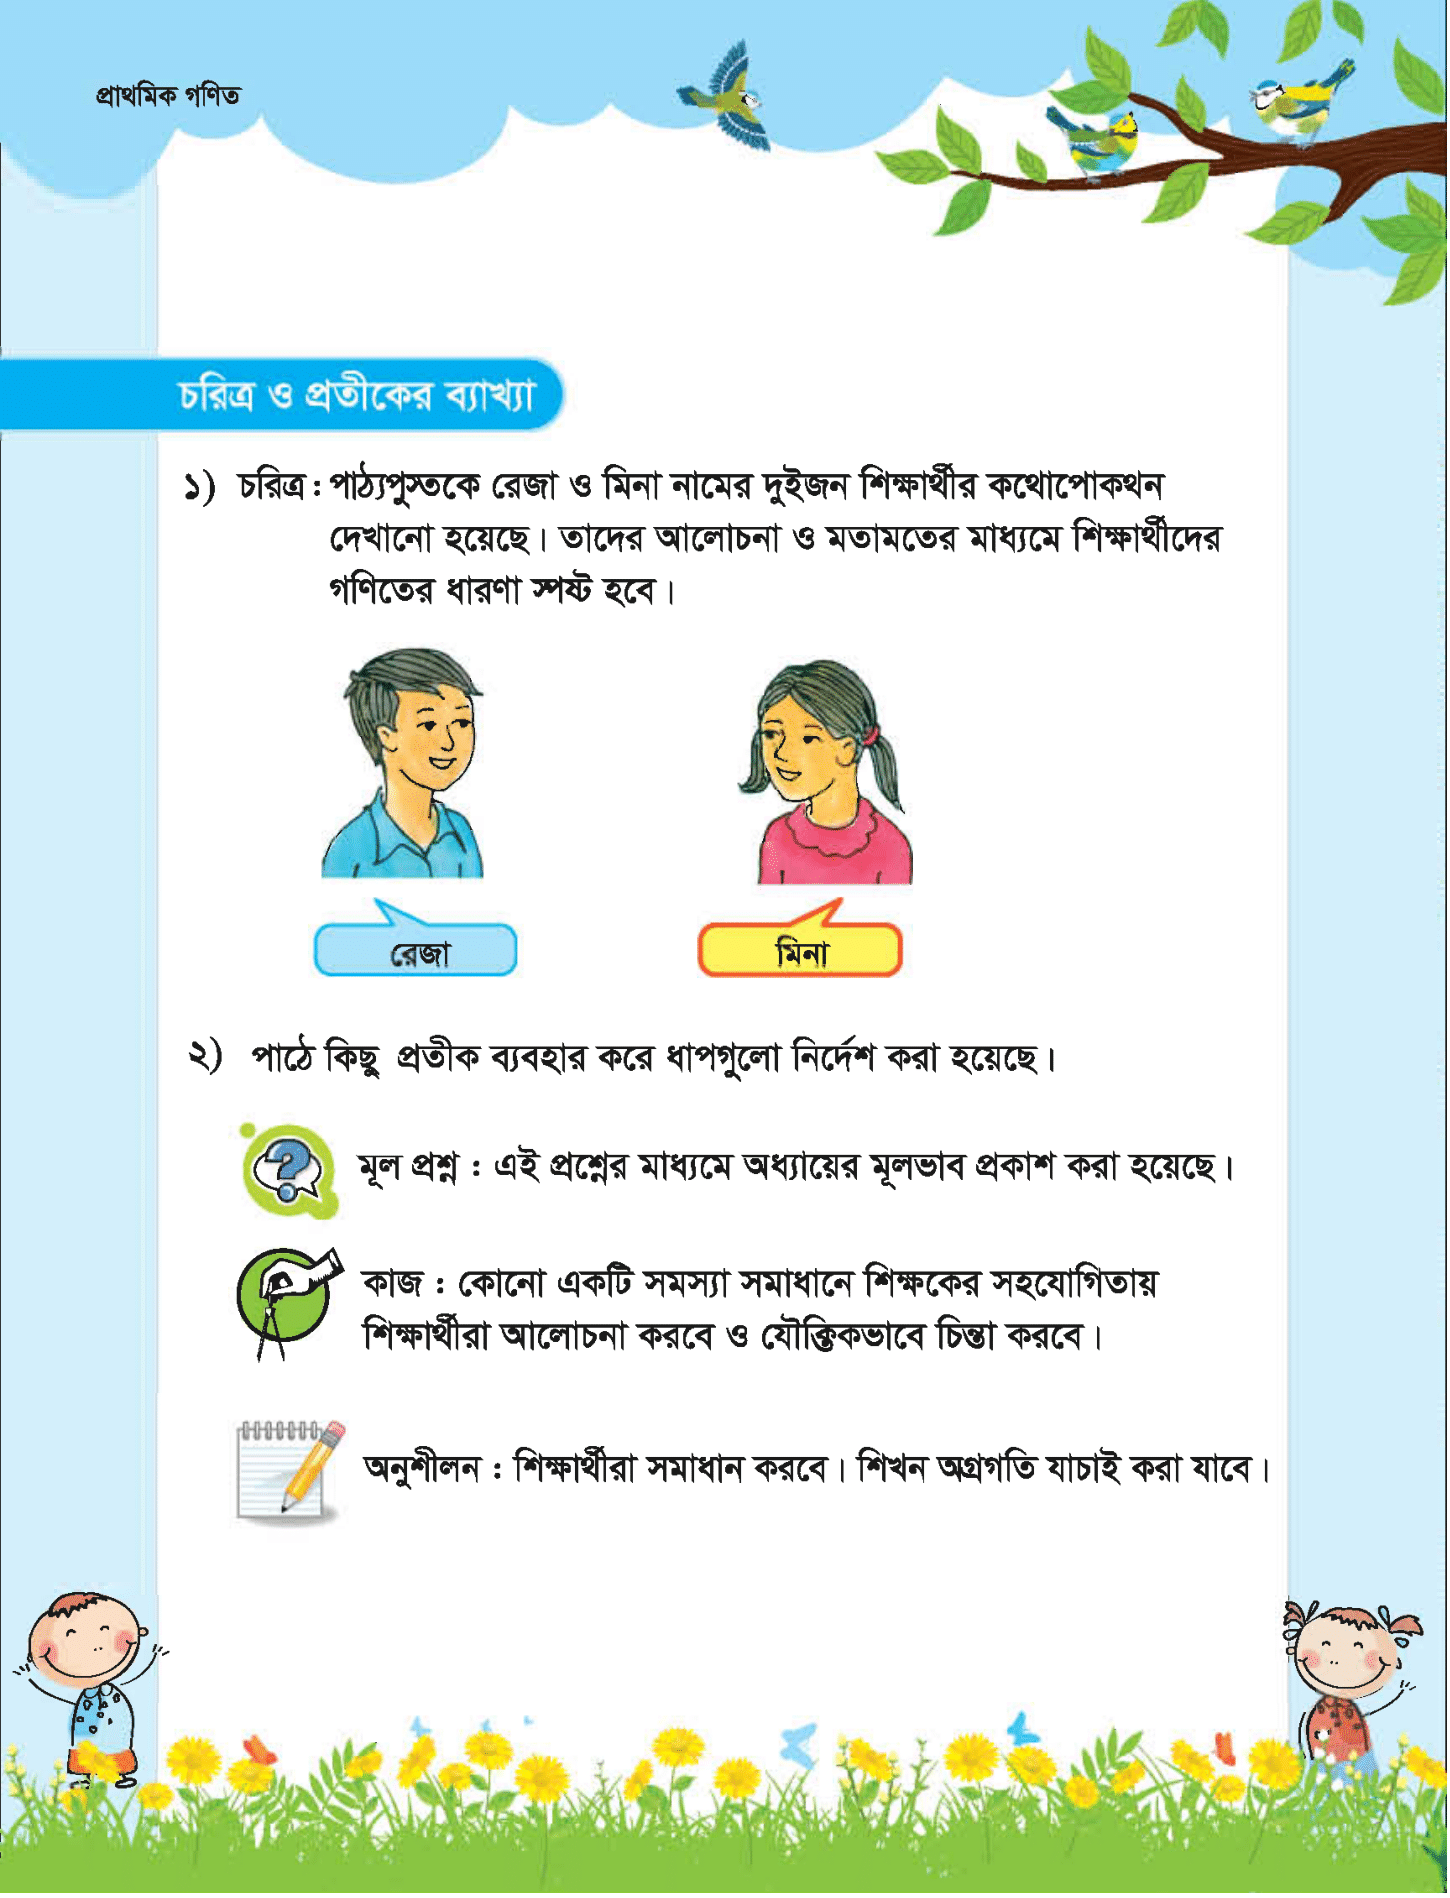 প্রাথমিক গণিত
চরিত্র ও প্রতীকের ব্যাখ্যা
১) চরিত্র : পাঠ্যপুস্তকে রেজা ও মিনা নামের দুইজন শিক্ষার্থীর কথোপোকথন
দেখানো হয়েছে। তাদের আলোচনা ও মতামতের মাধ্যমে শিক্ষার্থীদের
গণিতের ধারণা স্পষ্ট হবে।
রেজা
মিনা
২) পাঠে কিছু প্রতীক ব্যবহার করে ধাপগুলো নির্দেশ করা হয়েছে।
মূল প্রশ্ন : এই প্রশ্নের মাধ্যমে অধ্যায়ের মূলভাব প্রকাশ করা হয়েছে।
কাজ : কোনো একটি সমস্যা সমাধানে শিক্ষকের সহযোগিতায়
শিক্ষার্থীরা আলোচনা করবে ও যৌক্তিকভাবে চিন্তা করবে।
অনুশীলন : শিক্ষার্থীরা সমাধান করবে। শিখন অগ্রগতি যাচাই করা যাবে।